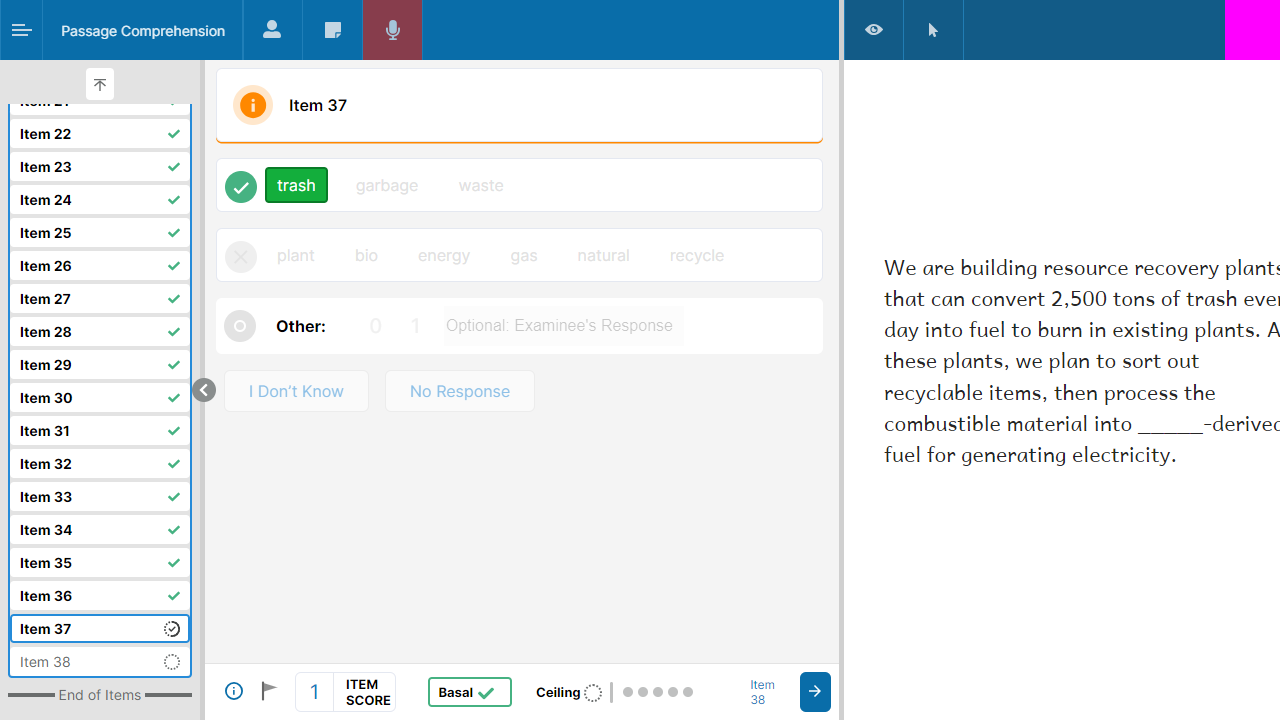 Passage Comprehension
Item 22
Item 23
Item 24
Item 25
Item 26
Item 27
Item 28
Item 29
Item 30
Item 31
Item 32
Item 33
Item 34
Item 35
Item 36
Item 37
Item 38
End of Items
Item 37
trash garbage waste
plant bio energy gas natural recycle
Other: 0 1 Optional: Examinee's Response
I Don't Know No Response
1 ITEM SCORE Basal Ceiling Item 38
We are building resource recovery plants
that can convert 2,500 tons of trash
day into fuel to burn in existing plants.
these plants, we plan to sort out
recyclable items, then process the
combustible material into ______-derived
fuel for generating electricity.